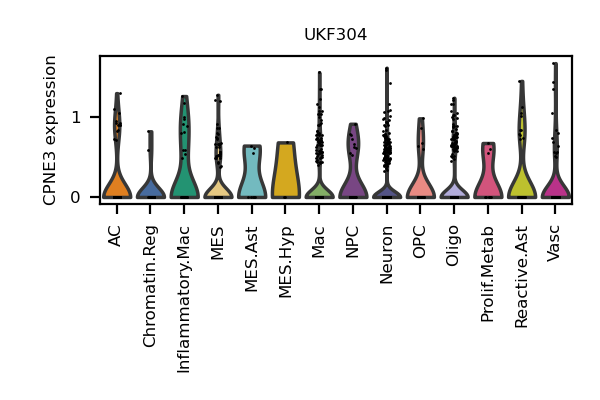 UKF304
CPNE3 expression
1
0
AC
Chromatin.Reg
Inflammatory.Mac
MES
MES.Ast
MES.Hyp
Mac
NPC
Neuron
OPC
Oligo
Prolif.Metab
Reactive.Ast
Vasc